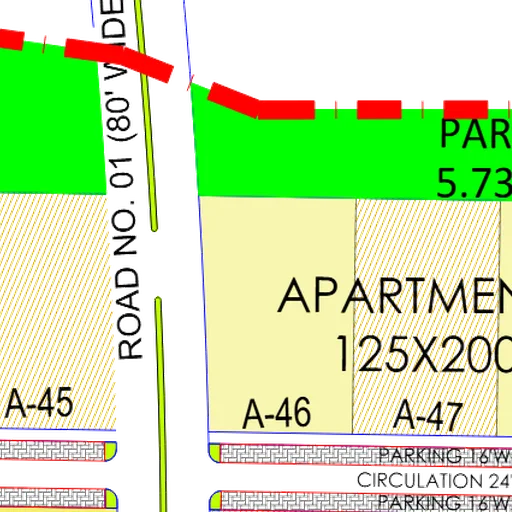 ROAD NO. 01 (80' WIDE
PAR
5.73
APARTMEN
125X200
A-45
A-46
A-47
PARKING 16'W
CIRCULATION 24'
PARKING 16'W